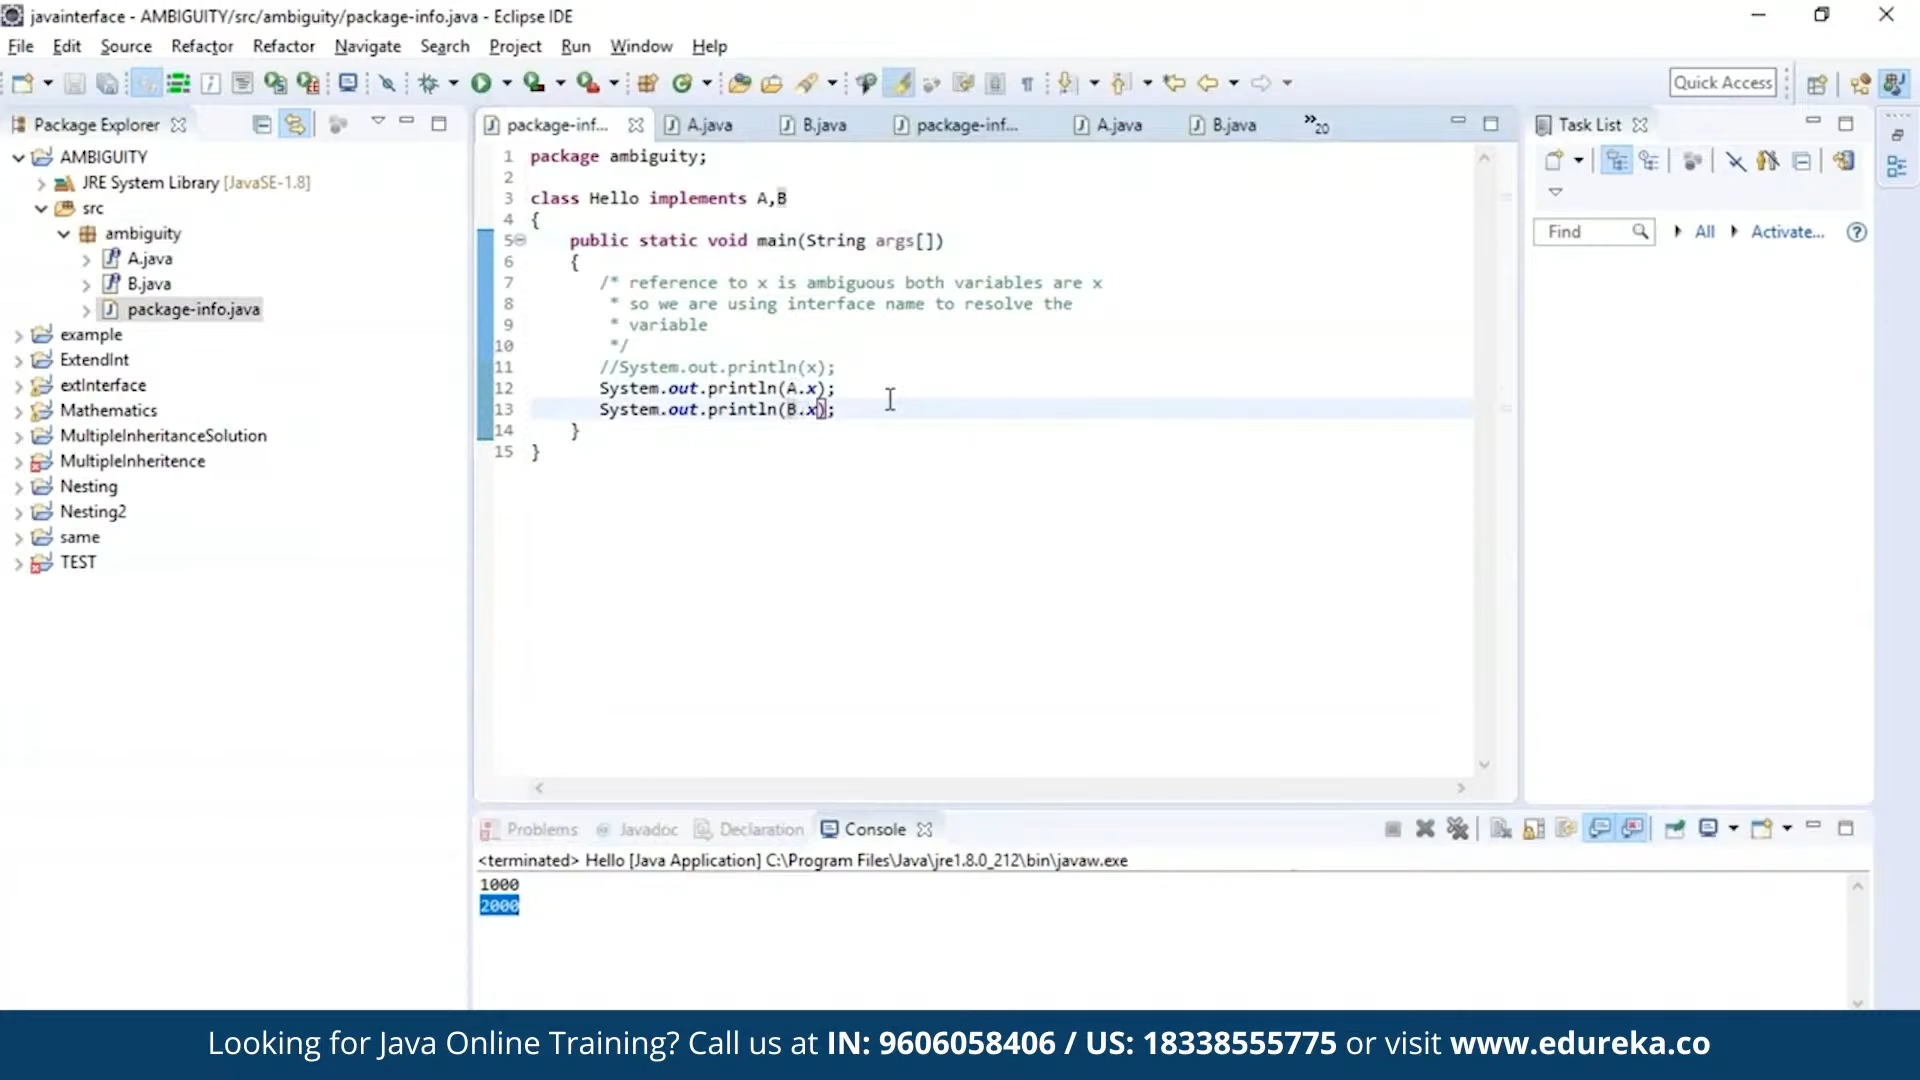 javainterface - AMBIGUITY/src/ambiguity/package-info.java - Eclipse IDE
File Edit Source Refactor Refactor Navigate Search Project Run Window Help
Quick Access
Package Explorer
AMBIGUITY
JRE System Library [JavaSE-1.8]
src
ambiguity
A.java
B.java
package-info.java
example
ExtendInt
extInterface
Mathematics
MultipleInheritanceSolution
MultipleInheritence
Nesting
Nesting2
same
TEST
package-inf... A.java B.java package-inf... A.java B.java »20
1 package ambiguity;
2
3 class Hello implements A,B
4 {
5 public static void main(String args[])
6 {
7 /* reference to x is ambiguous both variables are x
8 * so we are using interface name to resolve the
9 * variable
10 */
11 //System.out.println(x);
12 System.out.println(A.x);
13 System.out.println(B.x);
14 }
15 }
Task List
Find All Activate...
Problems Javadoc Declaration Console
<terminated> Hello [Java Application] C:\Program Files\Java\jre1.8.0_212\bin\javaw.exe
1000
2000
Looking for Java Online Training? Call us at IN: 9606058406 / US: 18338555775 or visit www.edureka.co